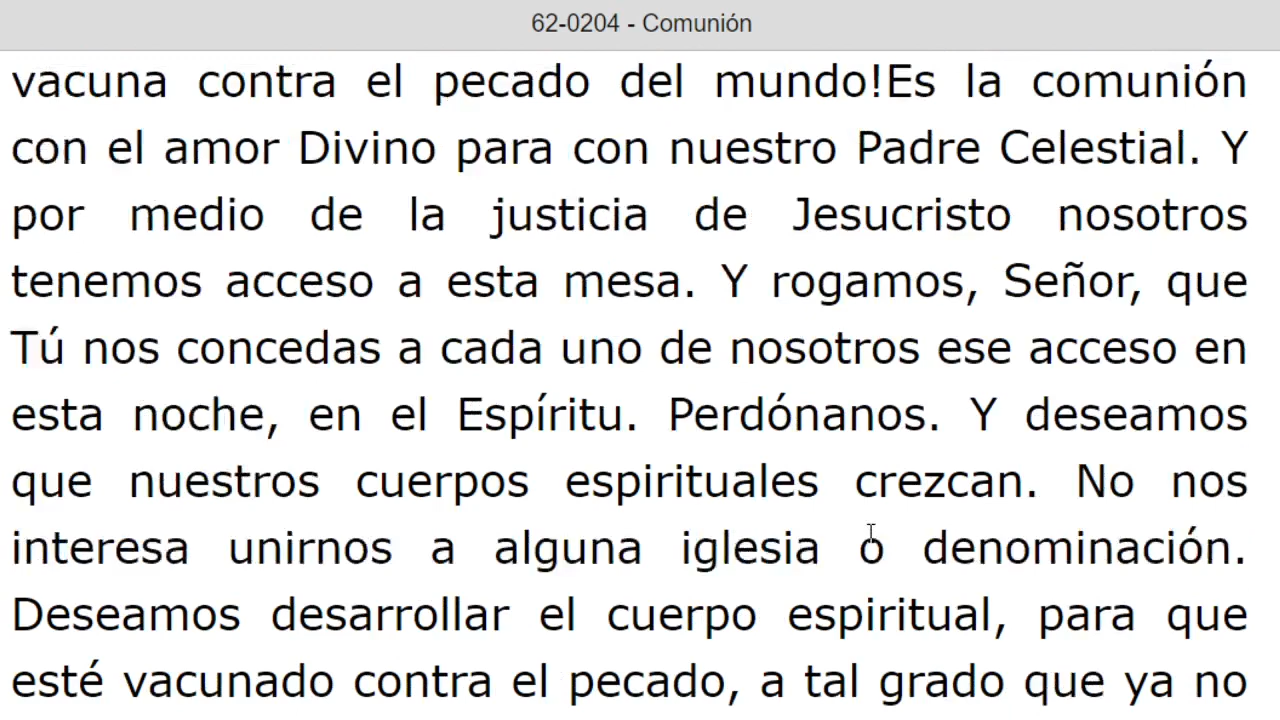 62-0204 - Comunión
vacuna contra el pecado del mundo!Es la comunión
con el amor Divino para con nuestro Padre Celestial. Y
por medio de la justicia de Jesucristo nosotros
tenemos acceso a esta mesa. Y rogamos, Señor, que
Tú nos concedas a cada uno de nosotros ese acceso en
esta noche, en el Espíritu. Perdónanos. Y deseamos
que nuestros cuerpos espirituales crezcan. No nos
interesa unirnos a alguna iglesia o denominación.
Deseamos desarrollar el cuerpo espiritual, para que
esté vacunado contra el pecado, a tal grado que ya no